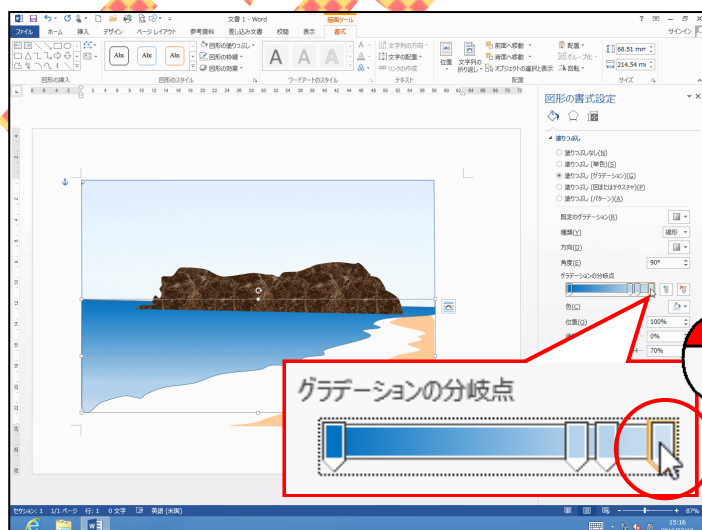 文書 1 - Word
描画ツール
サインイン
ファイル ホーム 挿入 デザイン ページ レイアウト 参考資料 差し込み文書 校閲 表示 書式
Abc Abc Abc
図形の塗りつぶし
図形の枠線
図形の効果
A A A
文字列の方向
文字の配置
リンクの作成
位置
文字列の折り返し
前面へ移動
背面へ移動
オブジェクトの選択と表示
配置
グループ化
回転
68.51 mm
214.54 mm
図形の挿入 図形のスタイル ワードアートのスタイル テキスト 配置 サイズ
図形の書式設定
塗りつぶし
塗りつぶしなし(N)
塗りつぶし (単色)(S)
塗りつぶし (グラデーション)(G)
塗りつぶし (図またはテクスチャ)(P)
塗りつぶし (パターン)(A)
既定のグラデーション(R)
種類(Y) 線形
方向(D)
角度(E) 90°
グラデーションの分岐点
色(C)
位置(O) 100%
0%
70%
グラデーションの分岐点
セクション: 1 1/1 ページ 行: 1 0 文字 英語 (米国)
87%
15:16